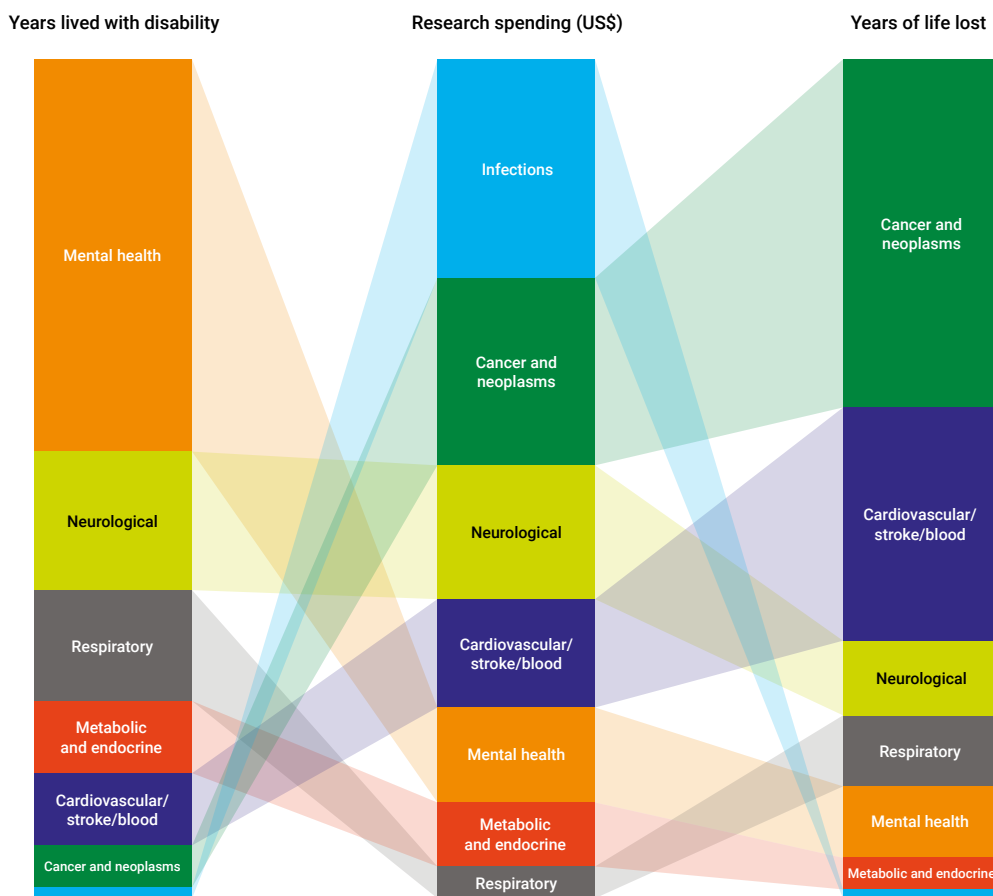 Years lived with disability
Research spending (US$)
Years of life lost
Mental health
Neurological
Respiratory
Metabolic
and endocrine
Cardiovascular/
stroke/blood
Cancer and neoplasms
Infections
Cancer and
neoplasms
Neurological
Cardiovascular/
stroke/blood
Mental health
Metabolic
and endocrine
Respiratory
Cancer and
neoplasms
Cardiovascular/
stroke/blood
Neurological
Respiratory
Mental health
Metabolic and endocrine